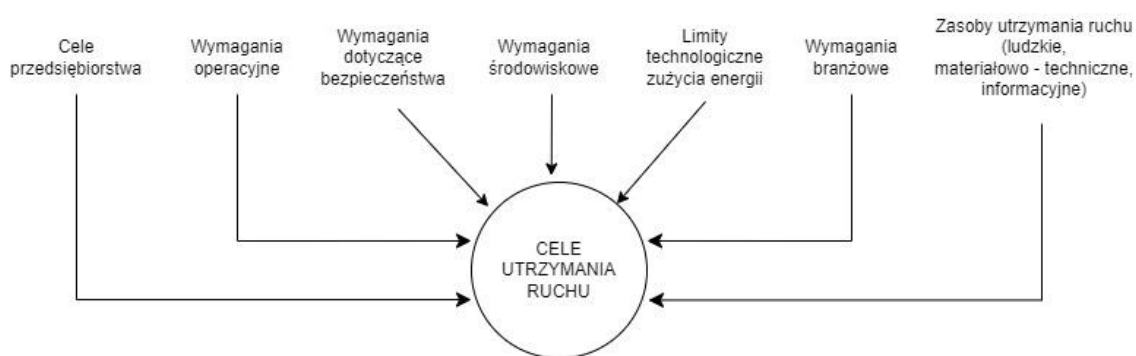 Cele
przedsiębiorstwa
Wymagania
operacyjne
Wymagania
dotyczące
bezpieczeństwa
Wymagania
środowiskowe
Limity
technologiczne
zużycia energii
Wymagania
branżowe
Zasoby utrzymania ruchu
(ludzkie,
materiałowo - techniczne,
informacyjne)
CELE
UTRZYMANIA
RUCHU